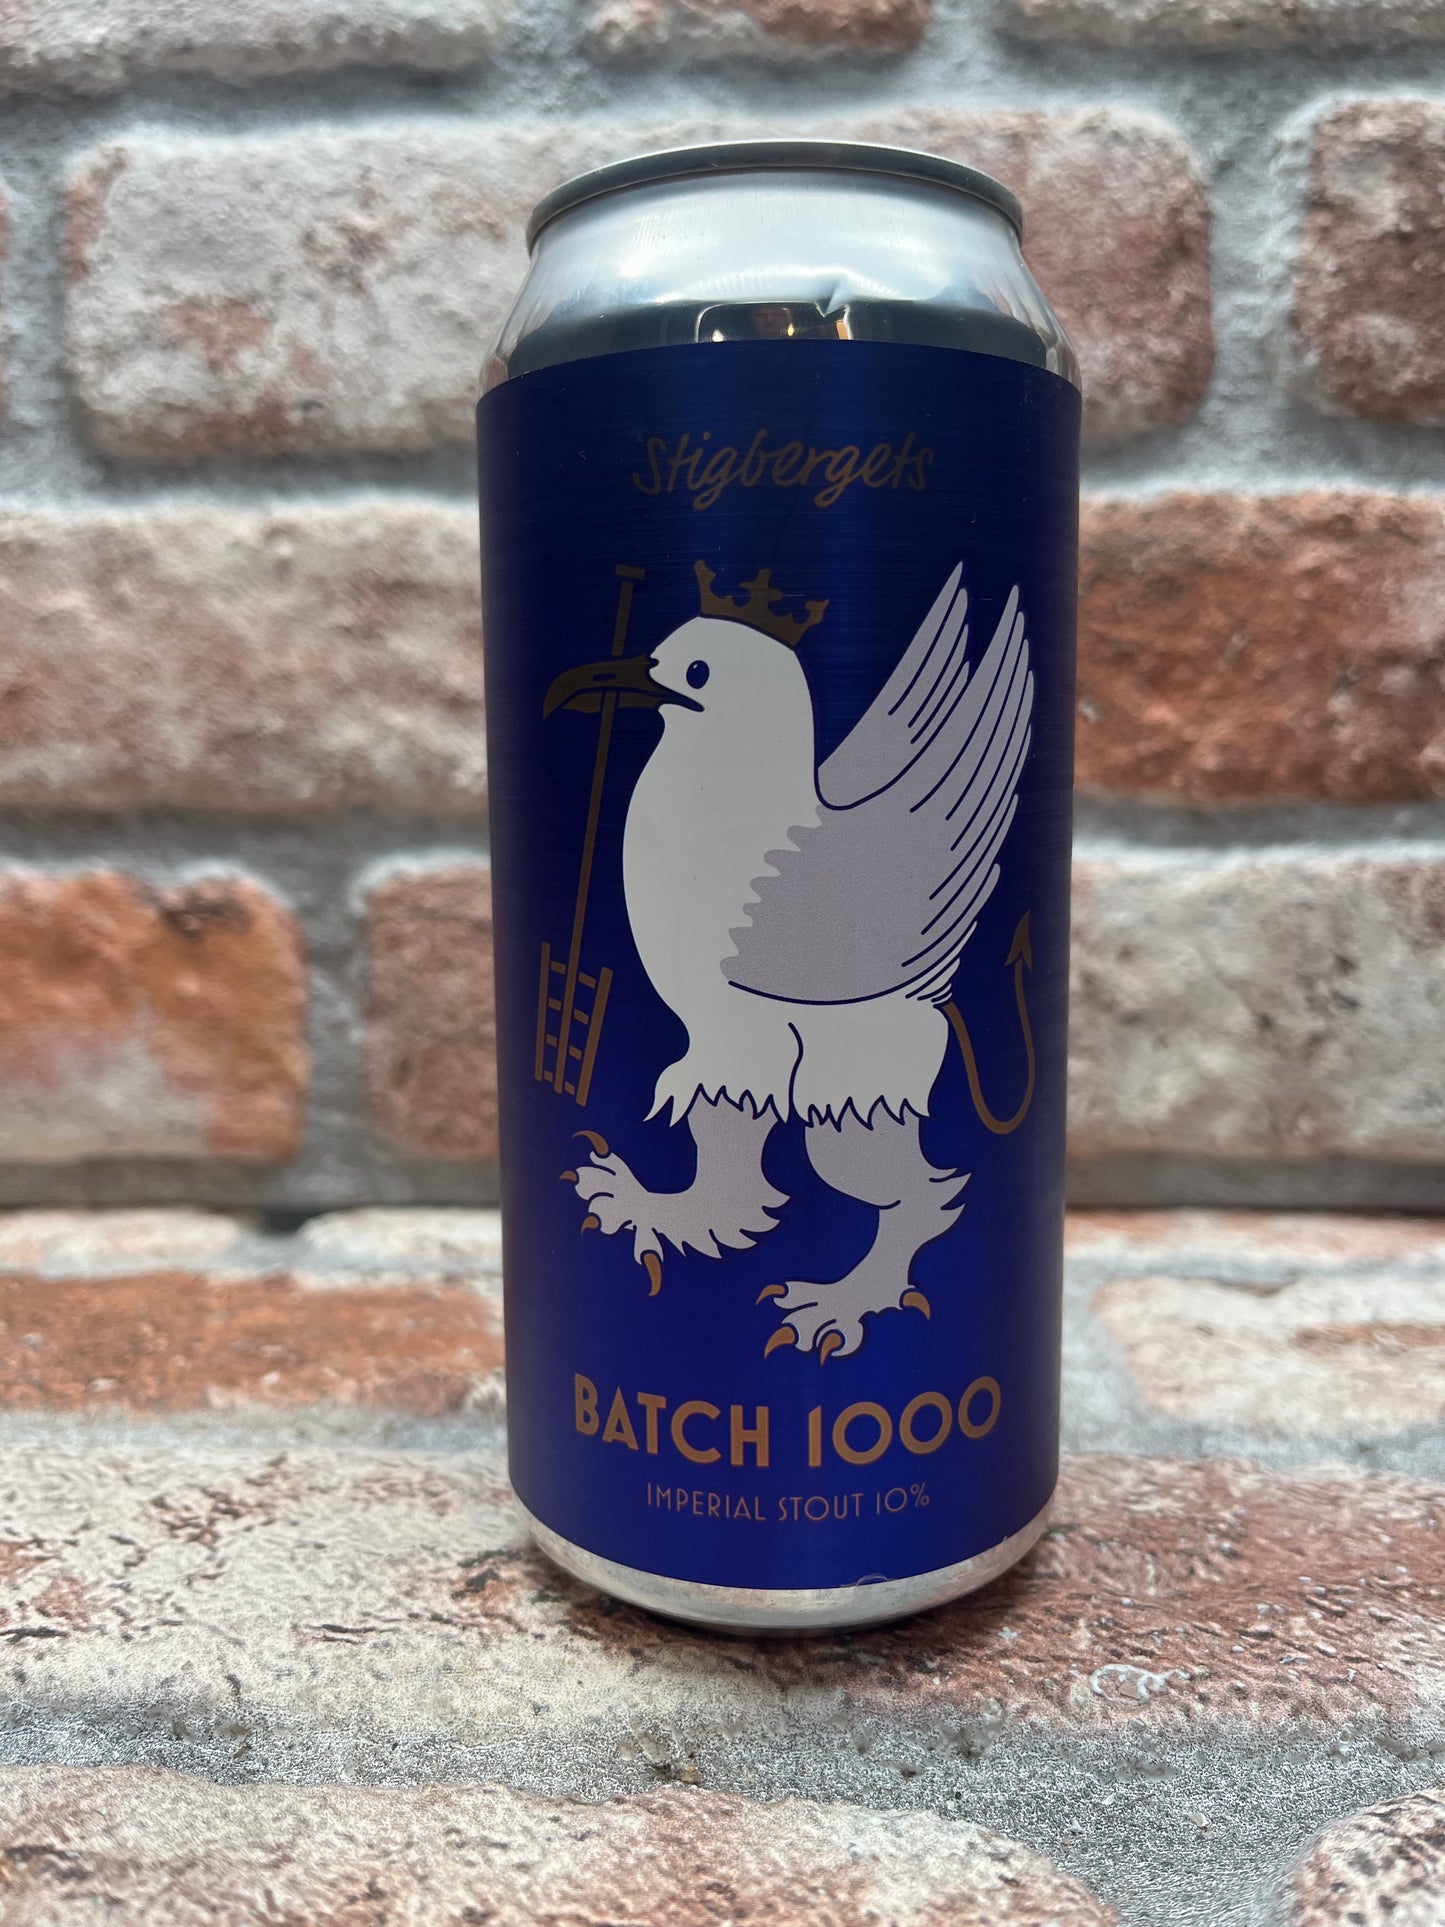 Stigbergets
BATCH 1000
IMPERIAL STOUT 10%